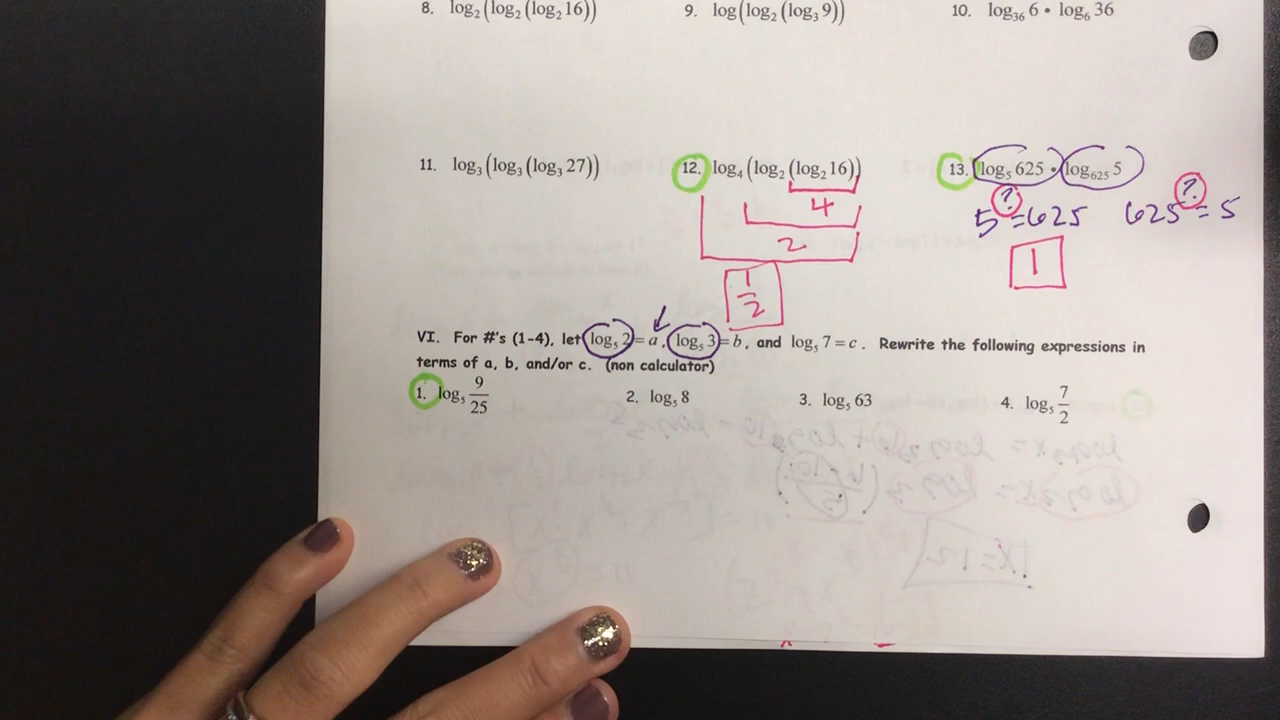 8. log₂(log₂(log₂16))
9. log(log₂(log₃9))
10. log₃₆6 • log₆36
11. log₃(log₃(log₃27))
12. log₄(log₂(log₂16))
4
2
1/2
13. log₅625 • log₆₂₅5
5^? = 625
625^? = 5
1
VI. For #'s (1-4), let log₅2 = a, log₅3 = b, and log₅7 = c. Rewrite the following expressions in
terms of a, b, and/or c. (non calculator)
1. log₅ 9/25
2. log₅8
3. log₅63
4. log₅ 7/2